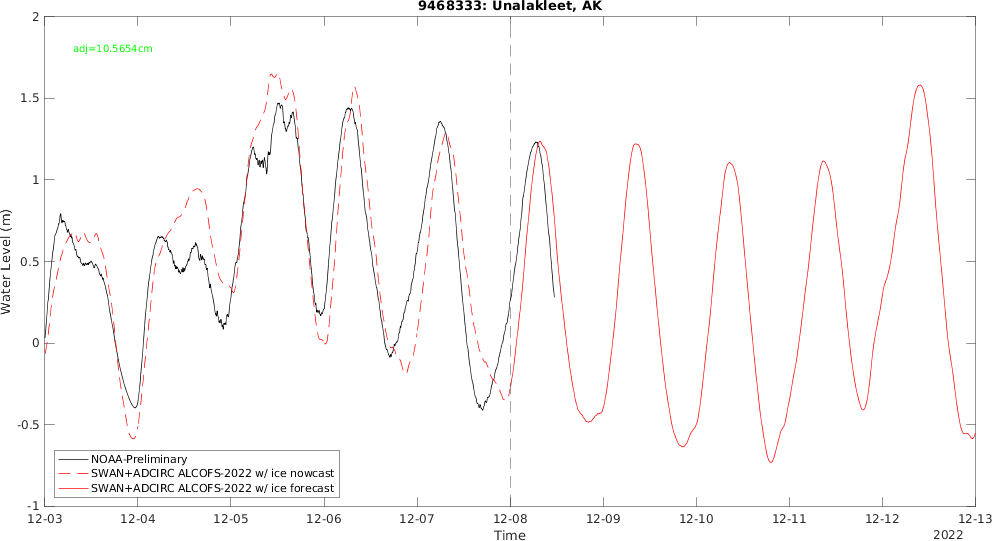 9468333: Unalakleet, AK
adj=10.5654cm
Water Level (m)
2
1.5
1
0.5
0
-0.5
-1
NOAA-Preliminary
SWAN+ADCIRC ALCOFS-2022 w/ ice nowcast
SWAN+ADCIRC ALCOFS-2022 w/ ice forecast
12-03 12-04 12-05 12-06 12-07 12-08 12-09 12-10 12-11 12-12 12-13
Time
2022